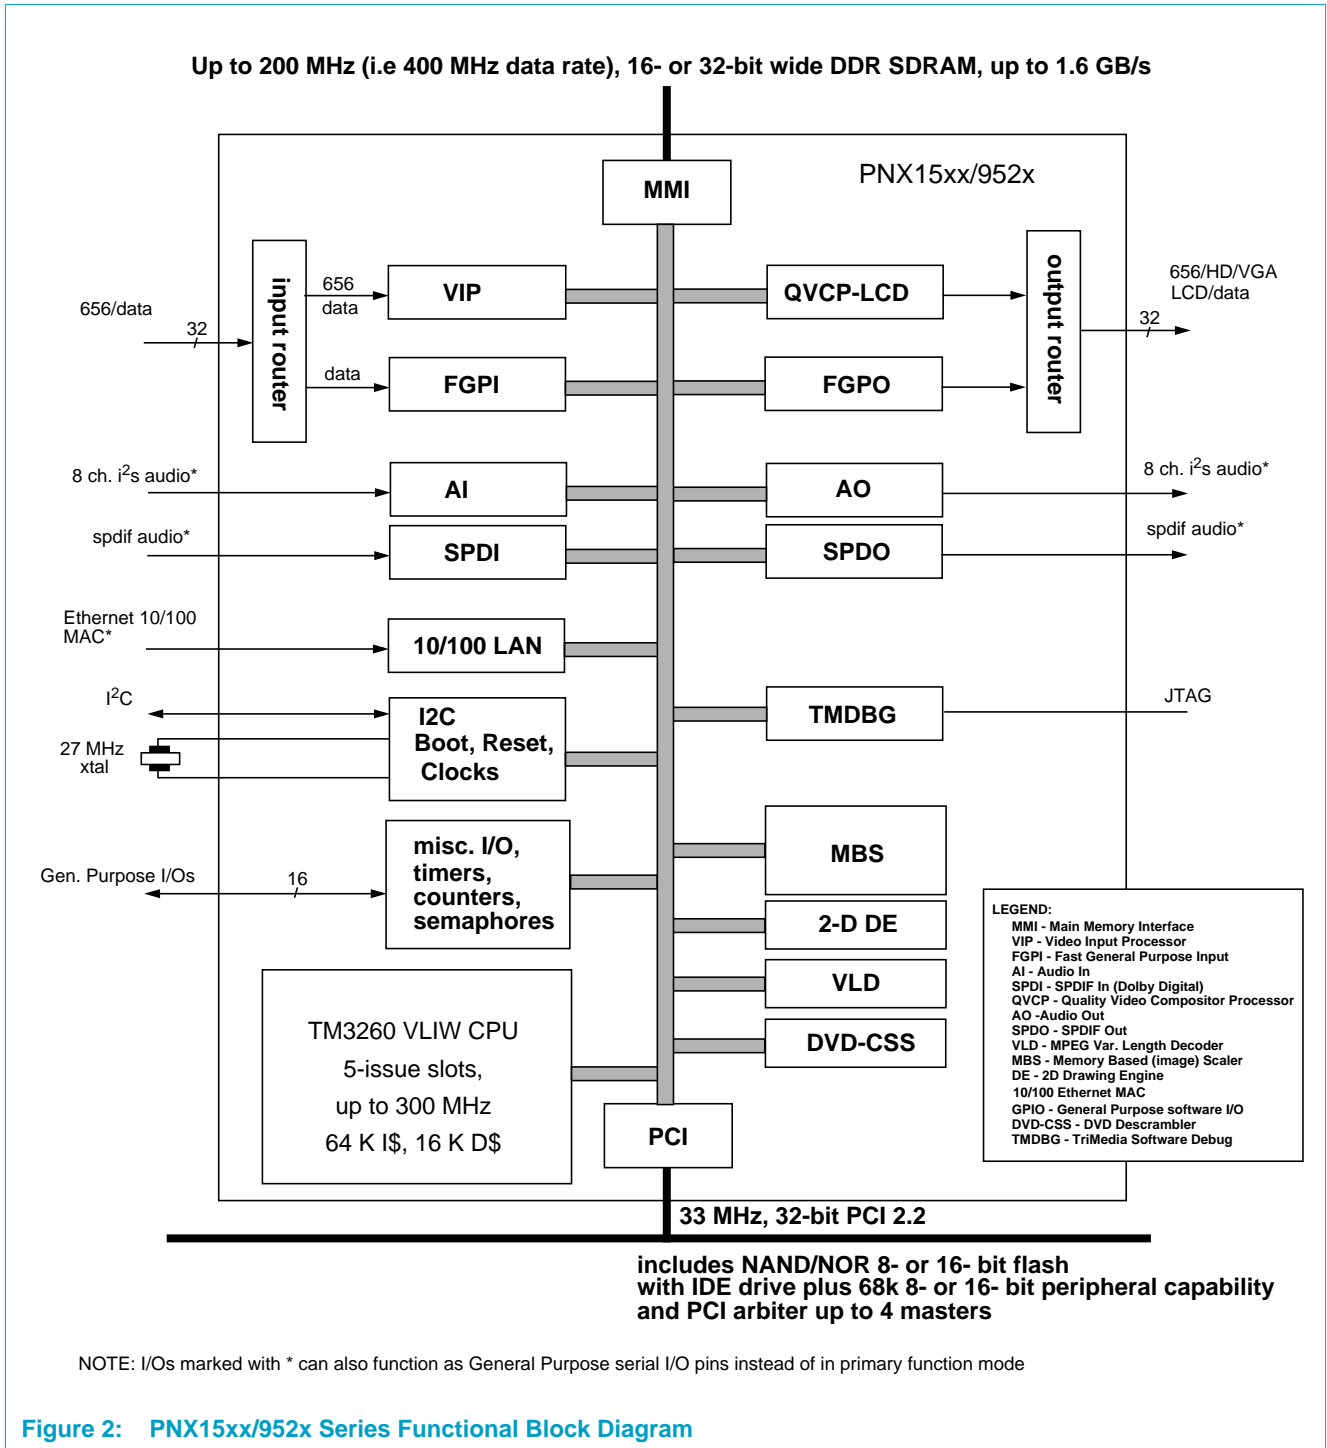 Up to 200 MHz (i.e 400 MHz data rate), 16- or 32-bit wide DDR SDRAM, up to 1.6 GB/s
PNX15xx/952x
MMI
input router
656
data
VIP
QVCP-LCD
output router
656/HD/VGA
LCD/data
656/data
32
32
data
FGPI
FGPO
8 ch. i²s audio*
AI
AO
8 ch. i²s audio*
spdif audio*
SPDI
SPDO
spdif audio*
Ethernet 10/100
MAC*
10/100 LAN
I²C
I2C
Boot, Reset,
Clocks
TMDBG
JTAG
27 MHz
xtal
misc. I/O,
timers,
counters,
semaphores
Gen. Purpose I/Os
16
MBS
2-D DE
VLD
DVD-CSS
TM3260 VLIW CPU
5-issue slots,
up to 300 MHz
64 K I$, 16 K D$
PCI
LEGEND:
MMI - Main Memory Interface
VIP - Video Input Processor
FGPI - Fast General Purpose Input
AI - Audio In
SPDI - SPDIF In (Dolby Digital)
QVCP - Quality Video Compositor Processor
AO -Audio Out
SPDO - SPDIF Out
VLD - MPEG Var. Length Decoder
MBS - Memory Based (image) Scaler
DE - 2D Drawing Engine
10/100 Ethernet MAC
GPIO - General Purpose software I/O
DVD-CSS - DVD Descrambler
TMDBG - TriMedia Software Debug
33 MHz, 32-bit PCI 2.2
includes NAND/NOR 8- or 16- bit flash
with IDE drive plus 68k 8- or 16- bit peripheral capability
and PCI arbiter up to 4 masters
NOTE: I/Os marked with * can also function as General Purpose serial I/O pins instead of in primary function mode
Figure 2: PNX15xx/952x Series Functional Block Diagram